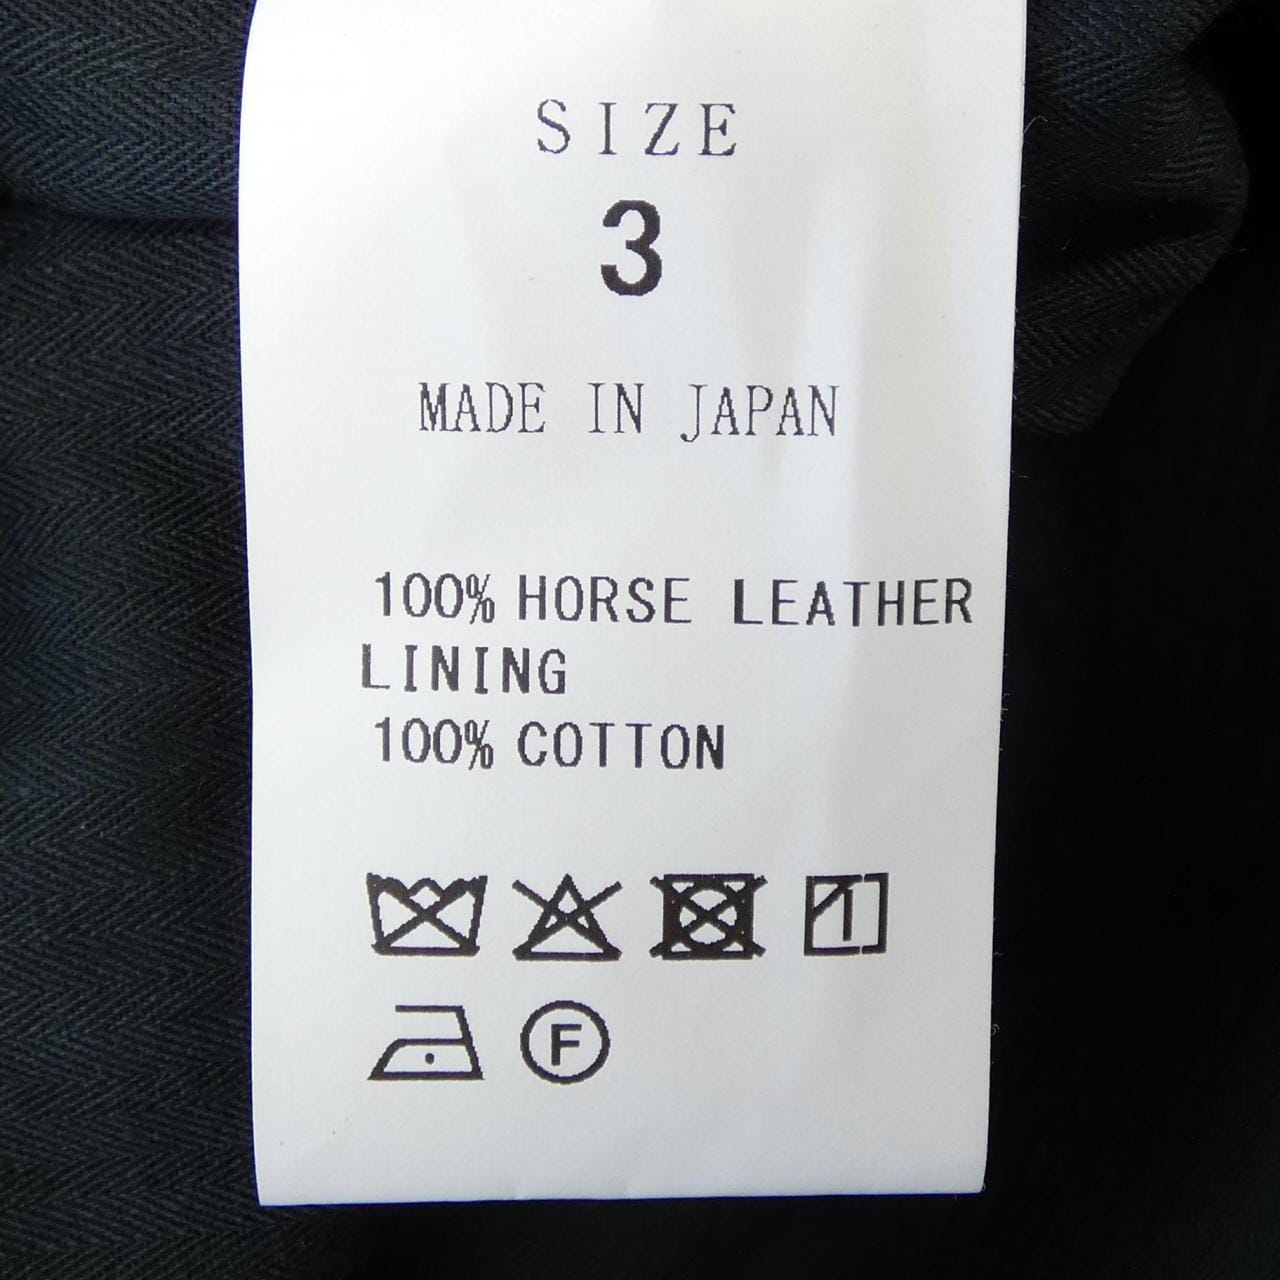 SIZE
3
MADE IN JAPAN
100% HORSE LEATHER
LINING
100% COTTON
F